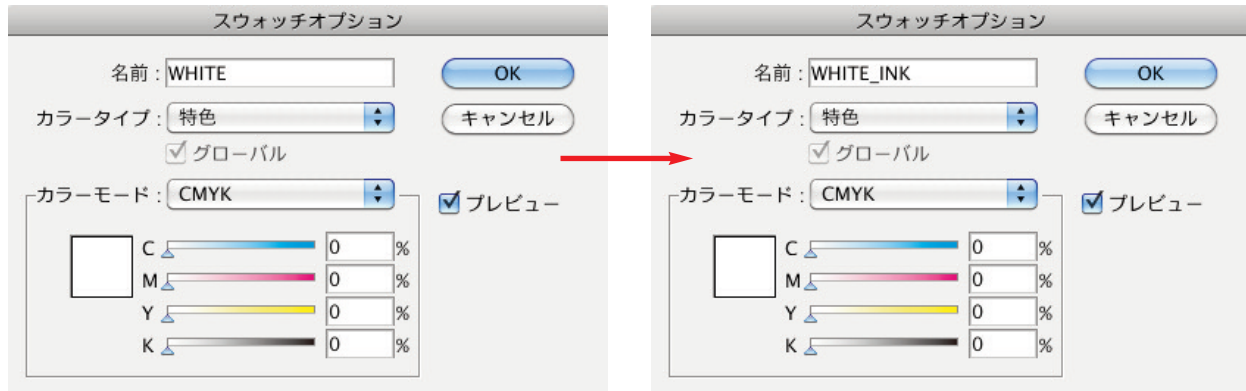 スウォッチオプション
名前 : WHITE
OK
カラータイプ : 特色
キャンセル
グローバル
カラーモード : CMYK
プレビュー
C 0 %
M 0 %
Y 0 %
K 0 %
スウォッチオプション
名前 : WHITE_INK
OK
カラータイプ : 特色
キャンセル
グローバル
カラーモード : CMYK
プレビュー
C 0 %
M 0 %
Y 0 %
K 0 %